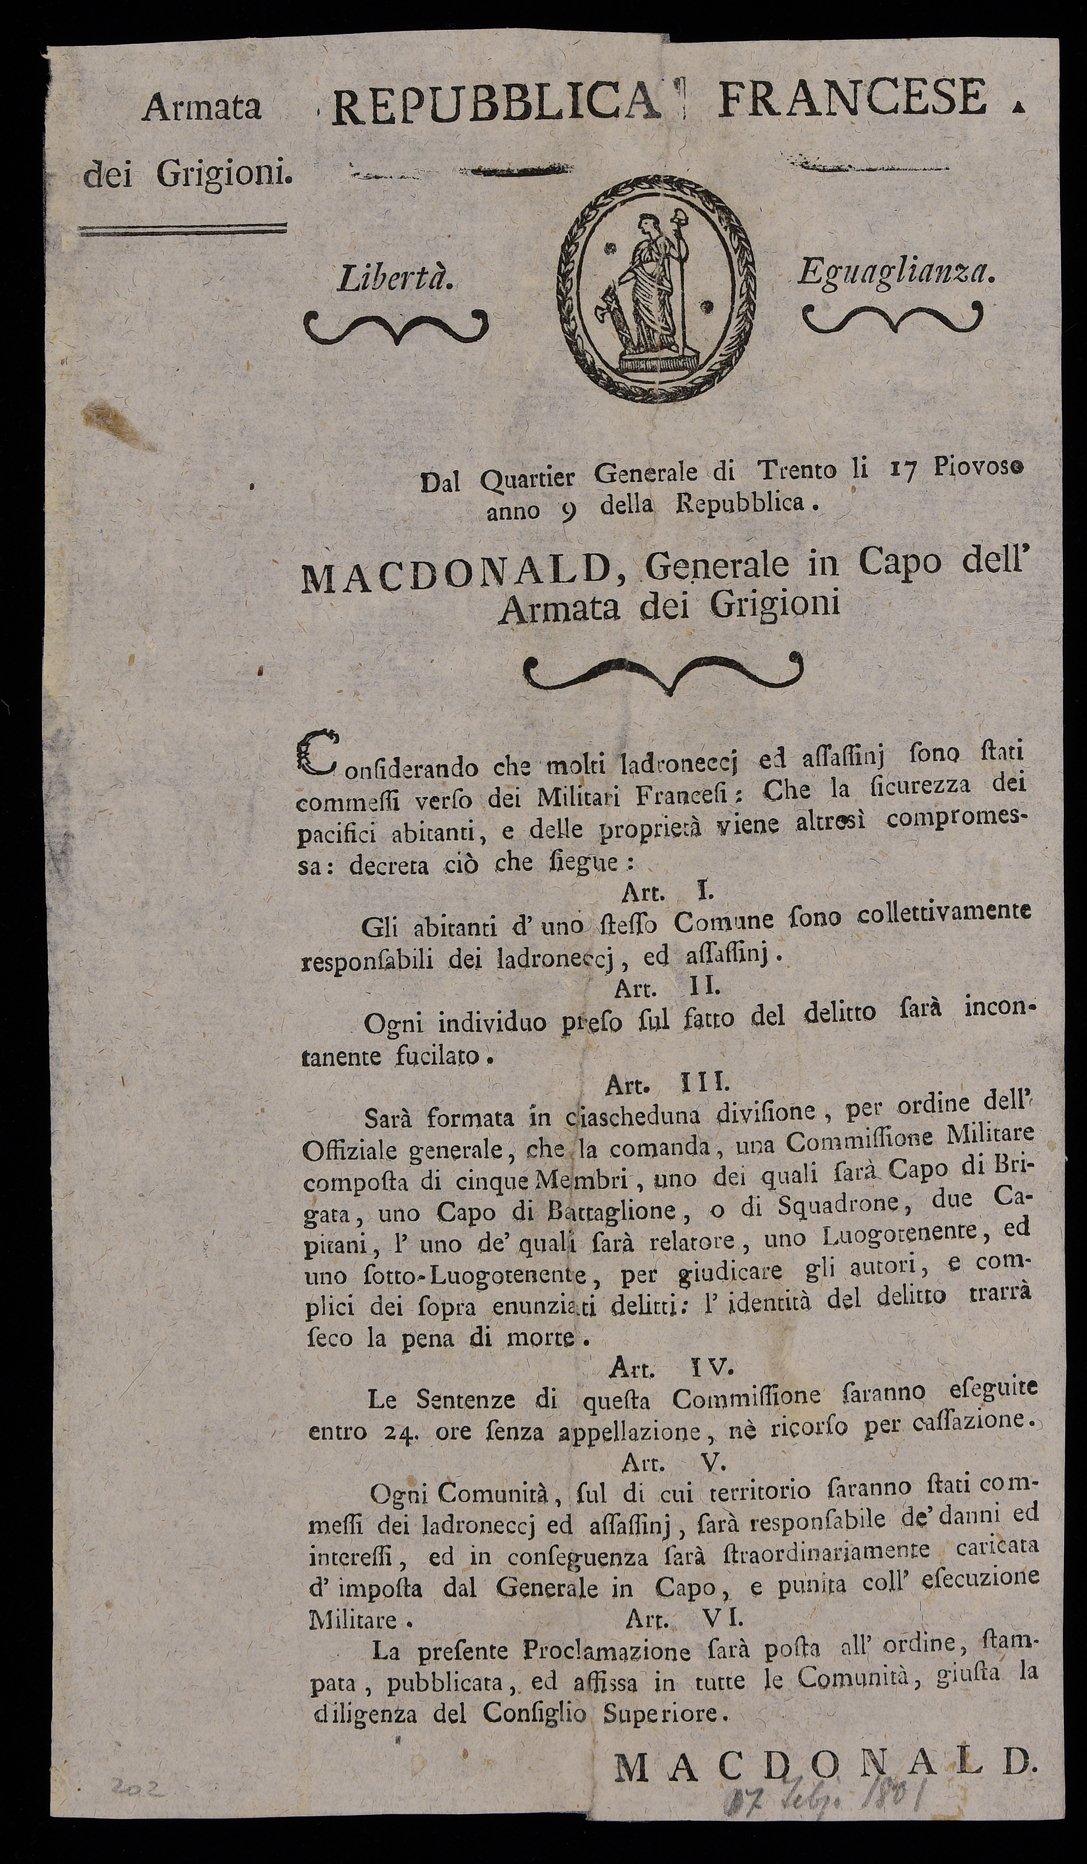 Armata
dei Grigioni.
REPUBBLICA FRANCESE.
Libertà.
Eguaglianza.
Dal Quartier Generale di Trento li 17 Piovoso
anno 9 della Repubblica.
MACDONALD, Generale in Capo dell'
Armata dei Grigioni
Conſiderando che molti ladroneccj ed aſſaſſinj ſono ſtati
commeſſi verſo dei Militari Franceſi: Che la ſicurezza dei
pacifici abitanti, e delle proprietà viene altresì compromes-
sa: decreta ciò che ſiegue:
Art. I.
Gli abitanti d' uno ſteſſo Comune ſono collettivamente
responſabili dei ladroneccj, ed aſſaſſinj.
Art. II.
Ogni individuo preſo ſul fatto del delitto ſarà incon-
tanente fucilato.
Art. III.
Sarà formata in ciascheduna diviſione, per ordine dell'
Offiziale generale, che la comanda, una Commiſſione Militare
compoſta di cinque Membri, uno dei quali ſarà Capo di Bri-
gata, uno Capo di Battaglione, o di Squadrone, due Ca-
pitani, l' uno de' quali ſarà relatore, uno Luogotenente, ed
uno ſotto-Luogotenente, per giudicare gli autori, e com-
plici dei ſopra enunziati delitti: l' identità del delitto trarrà
ſeco la pena di morte.
Art. IV.
Le Sentenze di queſta Commiſſione ſaranno eſeguite
entro 24. ore ſenza appellazione, nè ricorſo per caſſazione.
Art. V.
Ogni Comunità, ſul di cui territorio ſaranno ſtati com-
meſſi dei ladroneccj ed aſſaſſinj, ſarà responſabile de' danni ed
intereſſi, ed in conſeguenza ſarà ſtraordinariamente caricata
d' impoſta dal Generale in Capo, e punita coll' eſecuzione
Militare. Art. VI.
La preſente Proclamazione ſarà poſta all' ordine, ſtam-
pata, pubblicata, ed affissa in tutte le Comunità, giuſta la
diligenza del Conſiglio Superiore.
MACDONALD.
202
1801